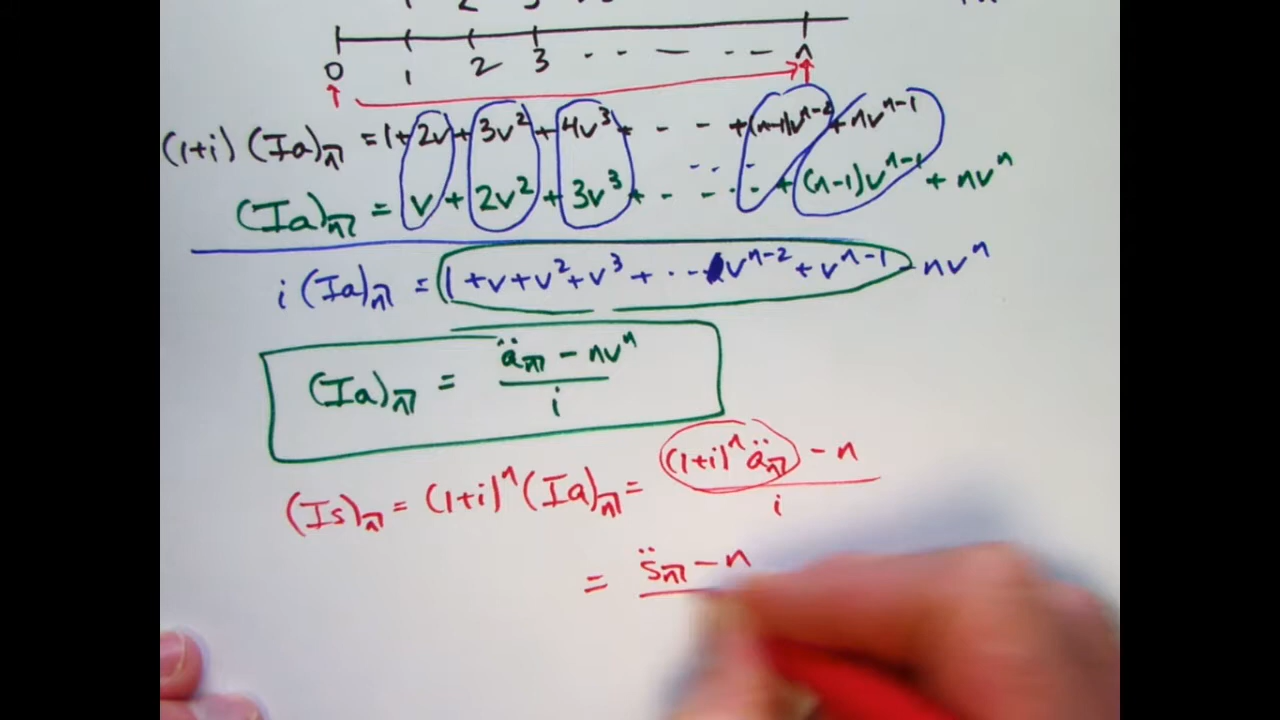 0 1 2 3 . . — — . . — n
(1+i) (Ia)n̅| = 1 + 2v + 3v² + 4v³ + - - - + (n-1)vⁿ⁻² + nvⁿ⁻¹
(Ia)n̅| = v + 2v² + 3v³ + - - - - + (n-1)vⁿ⁻¹ + nvⁿ
i (Ia)n̅| = 1 + v + v² + v³ + ··· vⁿ⁻² + vⁿ⁻¹ - nvⁿ
(Ia)n̅| = (än̅| - nvⁿ) / i
(Is)n̅| = (1+i)ⁿ (Ia)n̅| = ((1+i)ⁿ än̅| - n) / i
= s̈n̅| - n